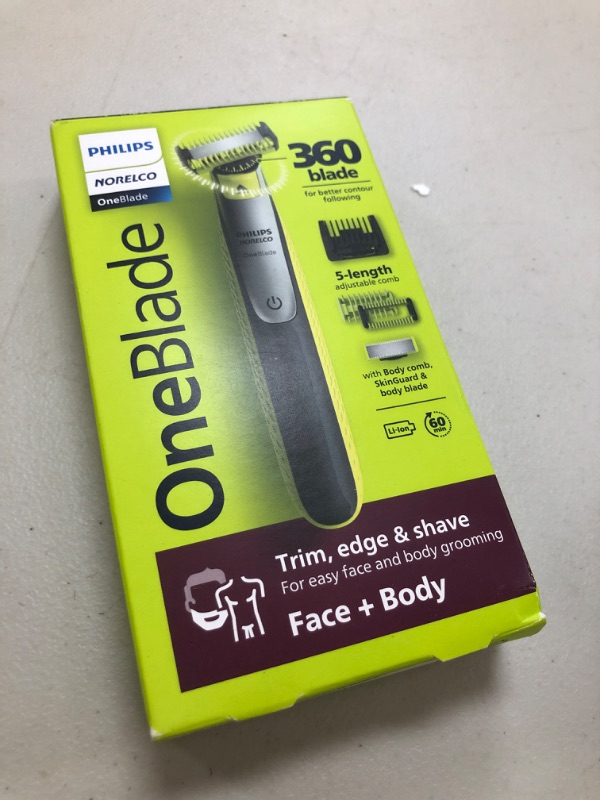 PHILIPS
NORELCO
OneBlade
OneBlade
PHILIPS
NORELCO
OneBlade
360
blade
for better contour
following
5-length
adjustable comb
with Body comb,
SkinGuard &
body blade
Li-Ion
60
min
Trim, edge & shave
For easy face and body grooming
Face + Body